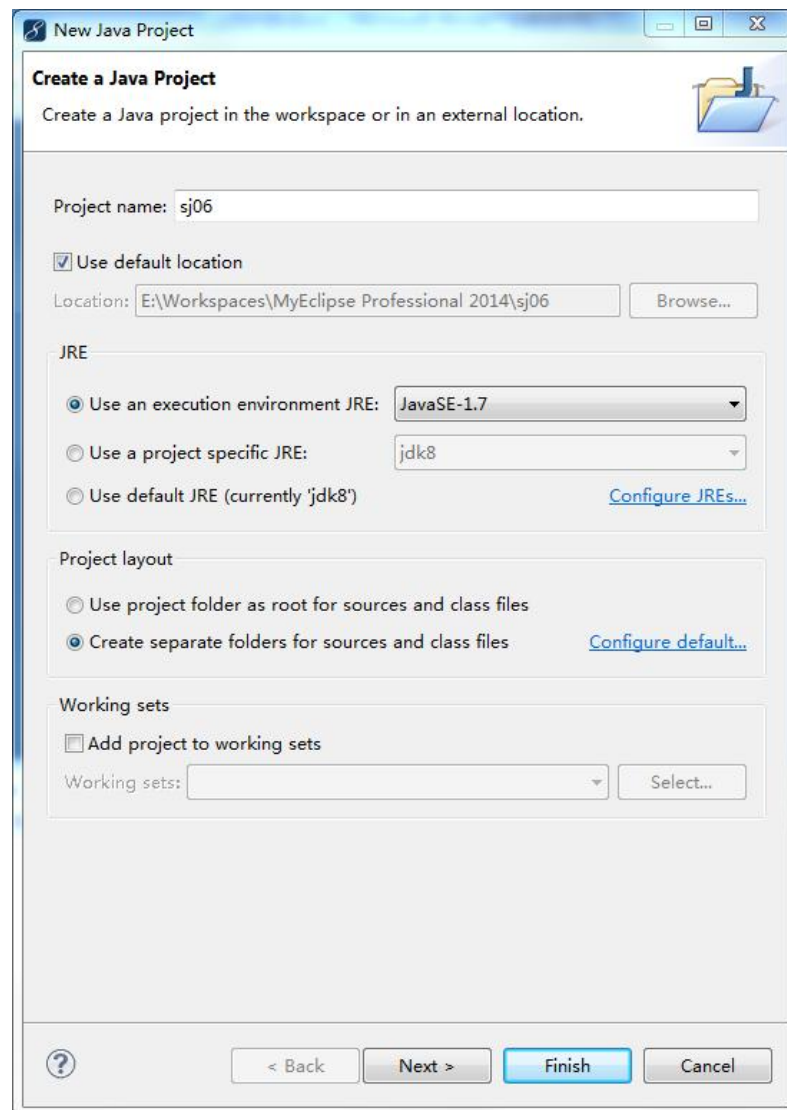 New Java Project
Create a Java Project
Create a Java project in the workspace or in an external location.
Project name: sj06
Use default location
Location: E:\Workspaces\MyEclipse Professional 2014\sj06 Browse...
JRE
Use an execution environment JRE: JavaSE-1.7
Use a project specific JRE: jdk8
Use default JRE (currently 'jdk8') Configure JREs...
Project layout
Use project folder as root for sources and class files
Create separate folders for sources and class files Configure default...
Working sets
Add project to working sets
Working sets: Select...
? < Back Next > Finish Cancel